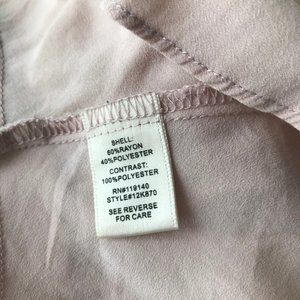 SHELL:
60%RAYON
40%POLYESTER
CONTRAST:
100%POLYESTER
RN#119140
STYLE#12K870
SEE REVERSE
FOR CARE